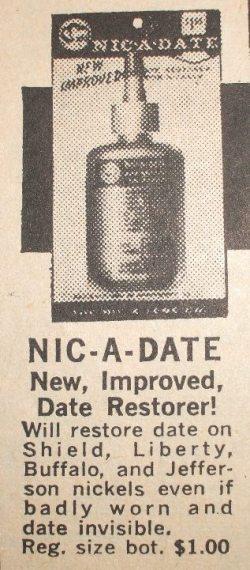 NIC-A-DATE
NEW
IMPROVED
NIC-A-DATE
New, Improved,
Date Restorer!
Will restore date on
Shield, Liberty,
Buffalo, and Jeffer-
son nickels even if
badly worn and
date invisible.
Reg. size bot. $1.00